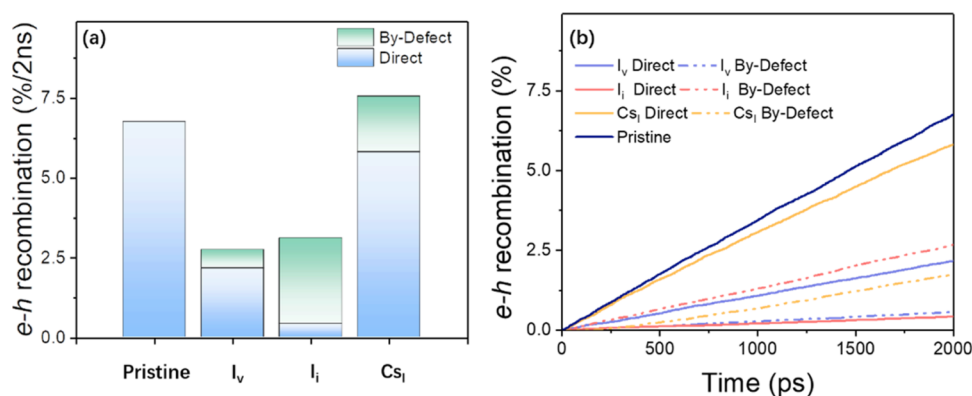 (a)
By-Defect
Direct
e-h recombination (%/2ns)
7.5
5.0
2.5
0.0
Pristine Iv Ii CsI
(b)
Iv Direct Iv By-Defect
Ii Direct Ii By-Defect
CsI Direct CsI By-Defect
Pristine
e-h recombination (%)
7.5
5.0
2.5
0.0
0 500 1000 1500 2000
Time (ps)